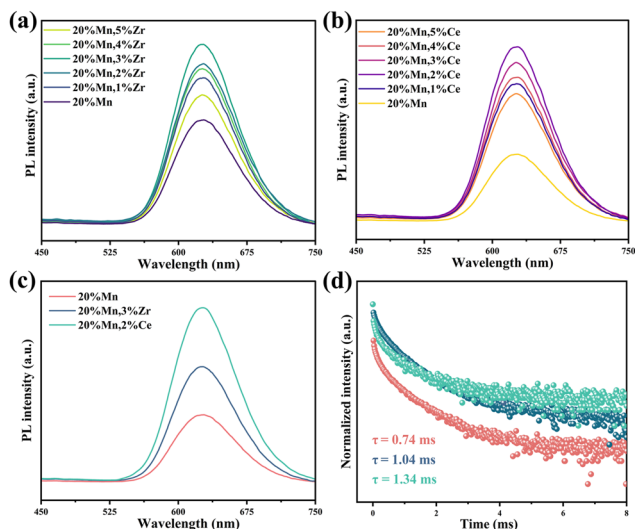 (a)
20%Mn,5%Zr
20%Mn,4%Zr
20%Mn,3%Zr
20%Mn,2%Zr
20%Mn,1%Zr
20%Mn
PL intensity (a.u.)
450 525 600 675 750
Wavelength (nm)
(b)
20%Mn,5%Ce
20%Mn,4%Ce
20%Mn,3%Ce
20%Mn,2%Ce
20%Mn,1%Ce
20%Mn
PL intensity (a.u.)
450 525 600 675 750
Wavelength (nm)
(c)
20%Mn
20%Mn,3%Zr
20%Mn,2%Ce
PL intensity (a.u.)
450 525 600 675 750
Wavelength (nm)
(d)
Normalized intensity (a.u.)
τ = 0.74 ms
τ = 1.04 ms
τ = 1.34 ms
0 2 4 6 8
Time (ms)